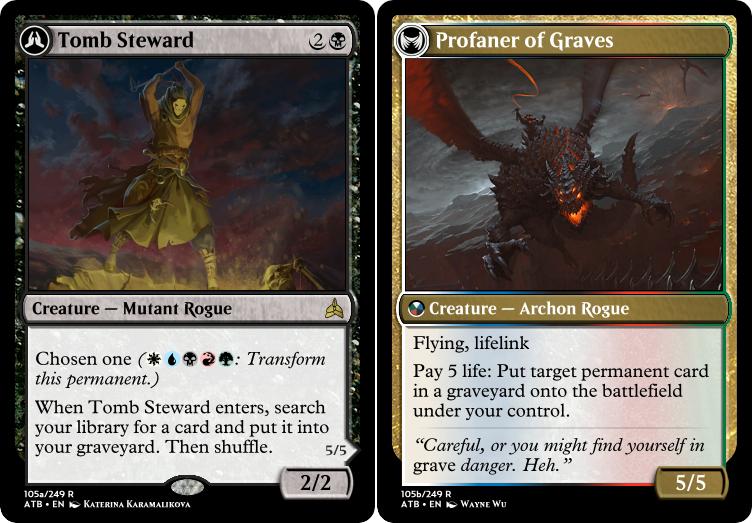 Tomb Steward 2
Creature — Mutant Rogue
Chosen one (: Transform
this permanent.)
When Tomb Steward enters, search
your library for a card and put it into
your graveyard. Then shuffle.
5/5
2/2
105a/249 R
ATB • EN Katerina Karamalikova
Profaner of Graves
Creature — Archon Rogue
Flying, lifelink
Pay 5 life: Put target permanent card
in a graveyard onto the battlefield
under your control.
“Careful, or you might find yourself in
grave danger. Heh.”
5/5
105b/249 R
ATB • EN Wayne Wu